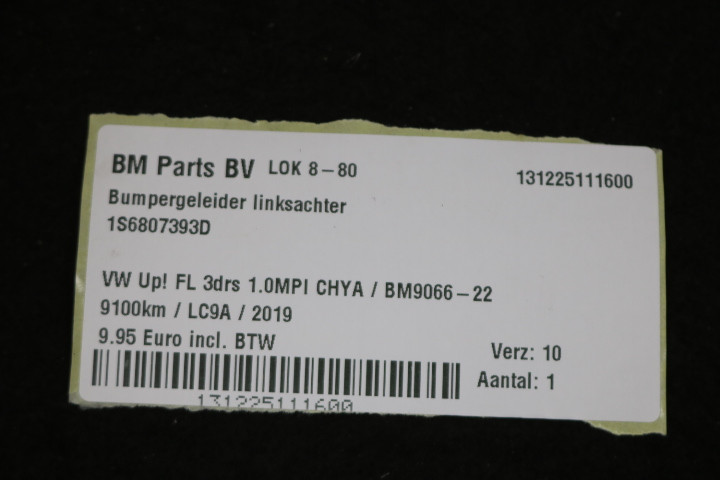 BM Parts BV LOK 8-80 131225111600
Bumpergeleider linksachter
1S6807393D
VW Up! FL 3drs 1.0MPI CHYA / BM9066-22
9100km / LC9A / 2019
9.95 Euro incl. BTW
Verz: 10
Aantal: 1
131225111600